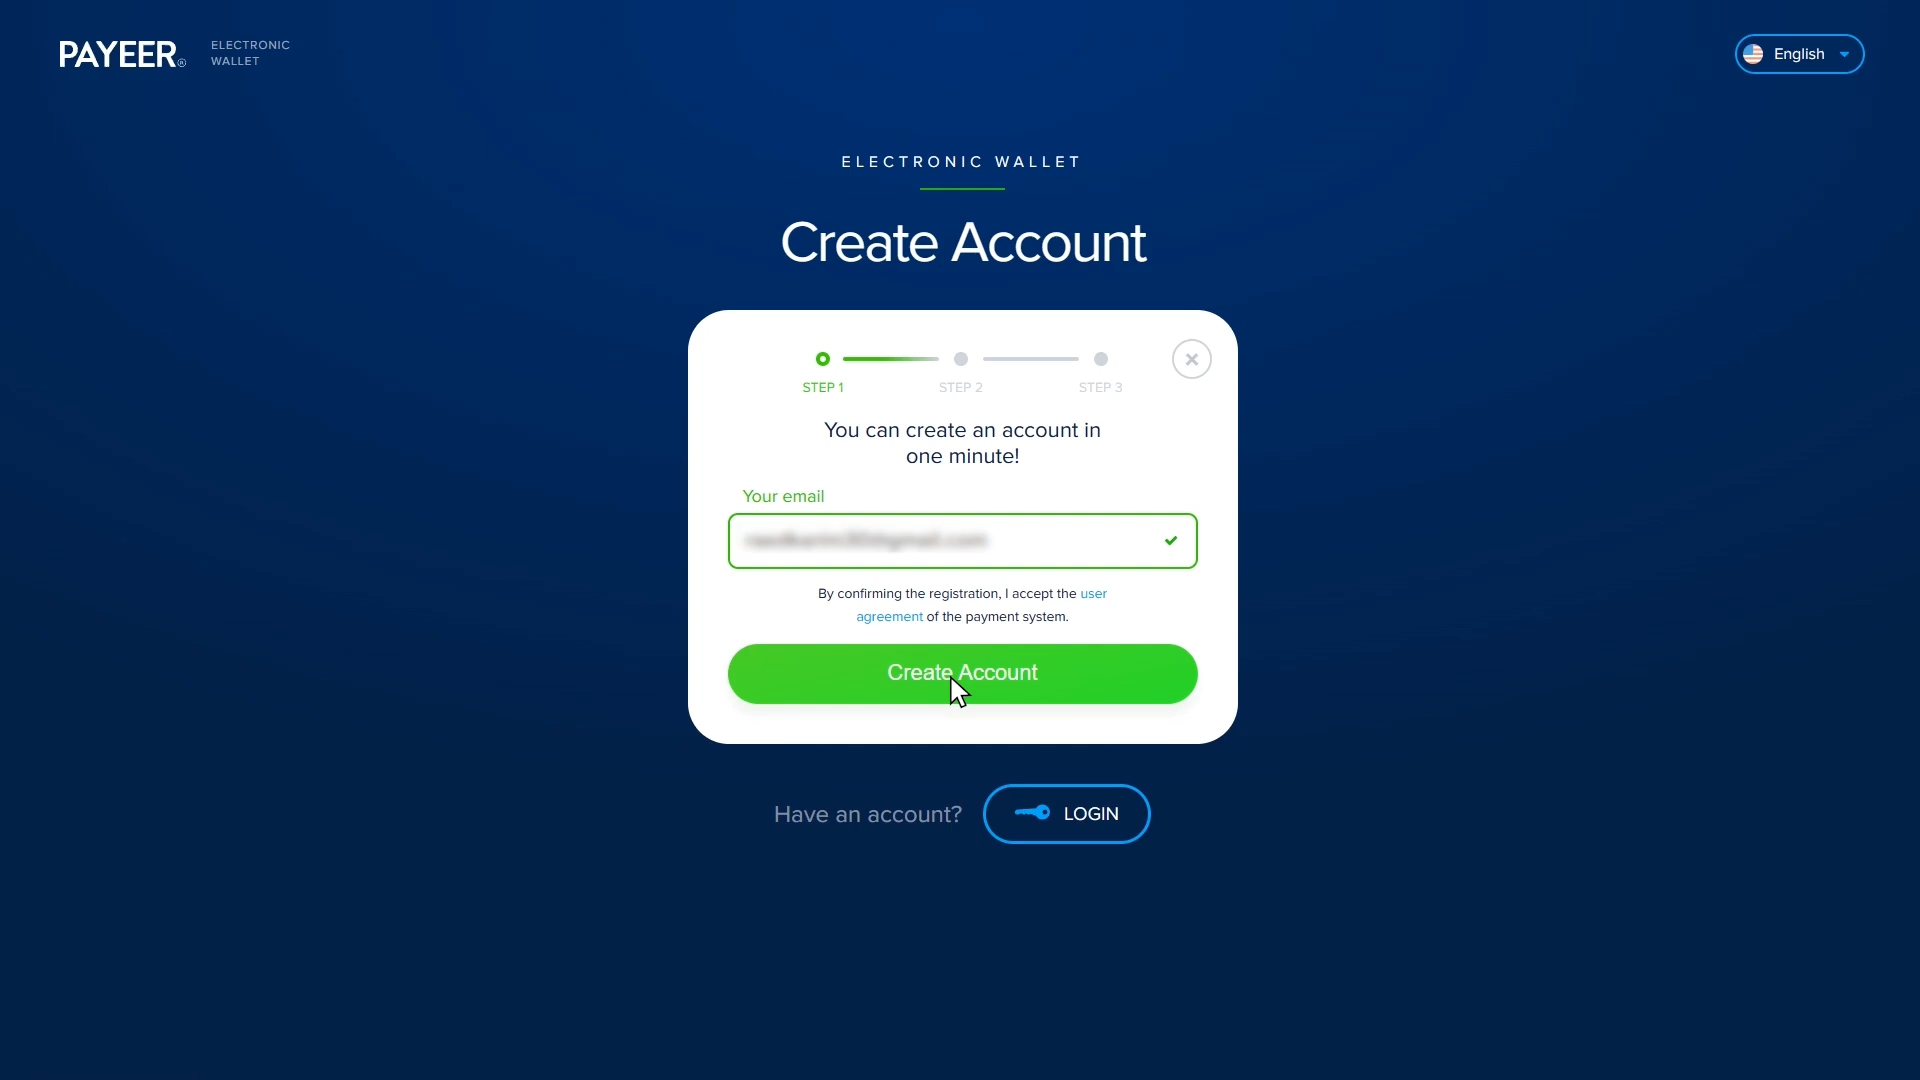 PAYEER®
ELECTRONIC
WALLET
English
ELECTRONIC WALLET
Create Account
STEP 1
STEP 2
STEP 3
You can create an account in
one minute!
Your email
By confirming the registration, I accept the user
agreement of the payment system.
Create Account
Have an account?
LOGIN